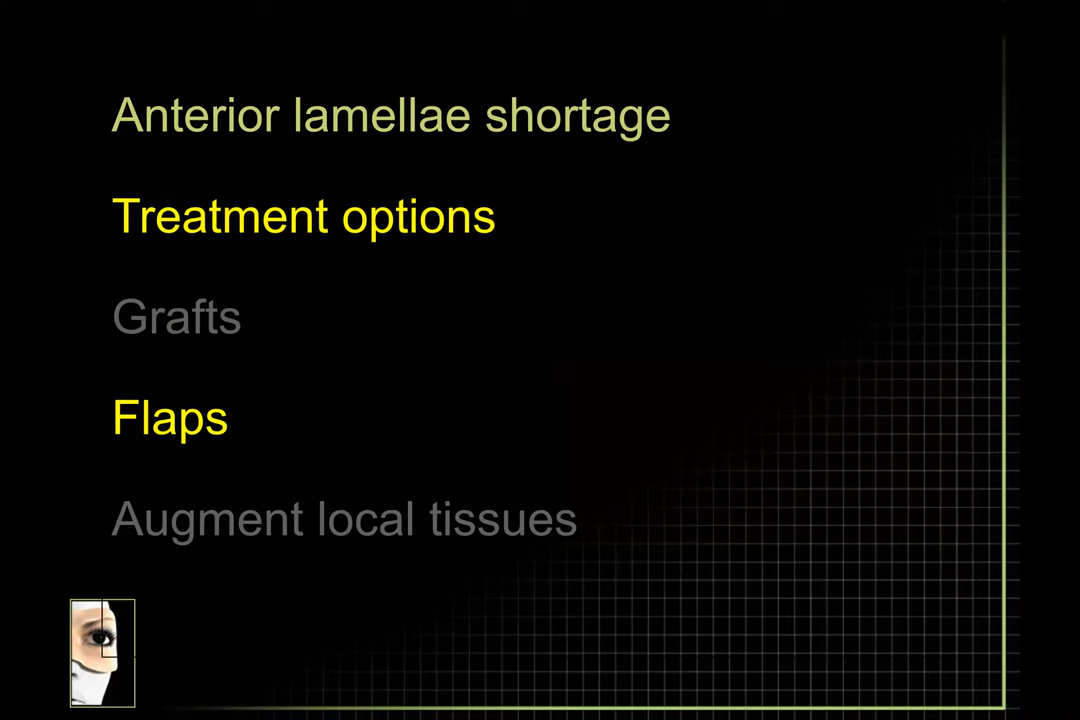 Anterior lamellae shortage
Treatment options
Grafts
Flaps
Augment local tissues